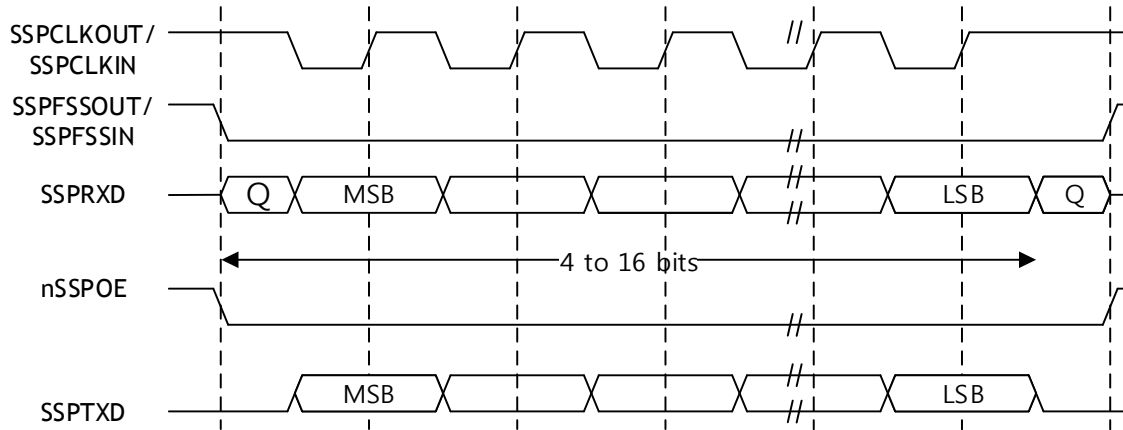 SSPCLKOUT/
SSPCLKIN
//
SSPFSSOUT/
SSPFSSIN
//
SSPRXD
Q
MSB
//
//
LSB
Q
4 to 16 bits
nSSPOE
//
SSPTXD
MSB
//
//
LSB